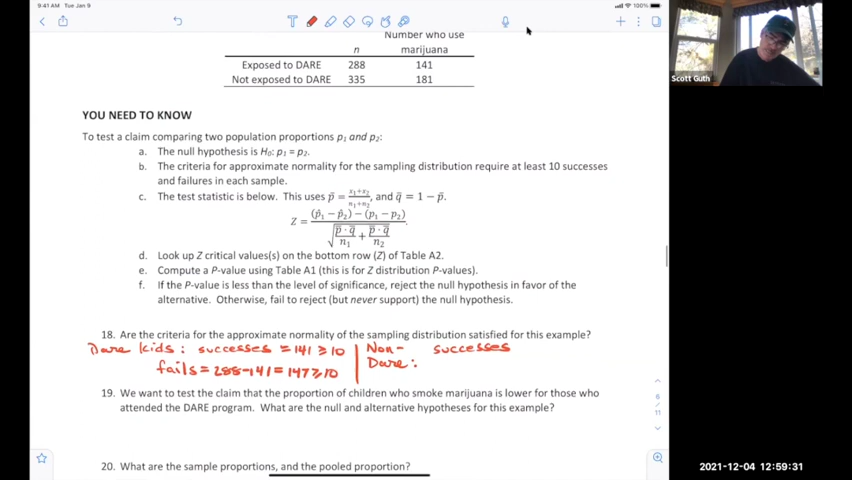 9:41 AM Tue Jan 9
100%
Number who use
n marijuana
Exposed to DARE 288 141
Not exposed to DARE 335 181
Scott Guth
YOU NEED TO KNOW
To test a claim comparing two population proportions p₁ and p₂:
a. The null hypothesis is H₀: p₁ = p₂.
b. The criteria for approximate normality for the sampling distribution require at least 10 successes
and failures in each sample.
c. The test statistic is below. This uses p̄ = (x₁+x₂)/(n₁+n₂), and q̄ = 1 − p̄.
Z = ((p̂₁ − p̂₂) − (p₁ − p₂)) / √(p̄·q̄/n₁ + p̄·q̄/n₂).
d. Look up Z critical values(s) on the bottom row (Z) of Table A2.
e. Compute a P-value using Table A1 (this is for Z distribution P-values).
f. If the P-value is less than the level of significance, reject the null hypothesis in favor of the
alternative. Otherwise, fail to reject (but never support) the null hypothesis.
18. Are the criteria for the approximate normality of the sampling distribution satisfied for this example?
Dare kids: successes = 141 ≥ 10
fails = 288-141 = 147 ≥ 10
Non- successes
Dare:
19. We want to test the claim that the proportion of children who smoke marijuana is lower for those who
attended the DARE program. What are the null and alternative hypotheses for this example?
6
/
11
20. What are the sample proportions, and the pooled proportion?
2021-12-04 12:59:31